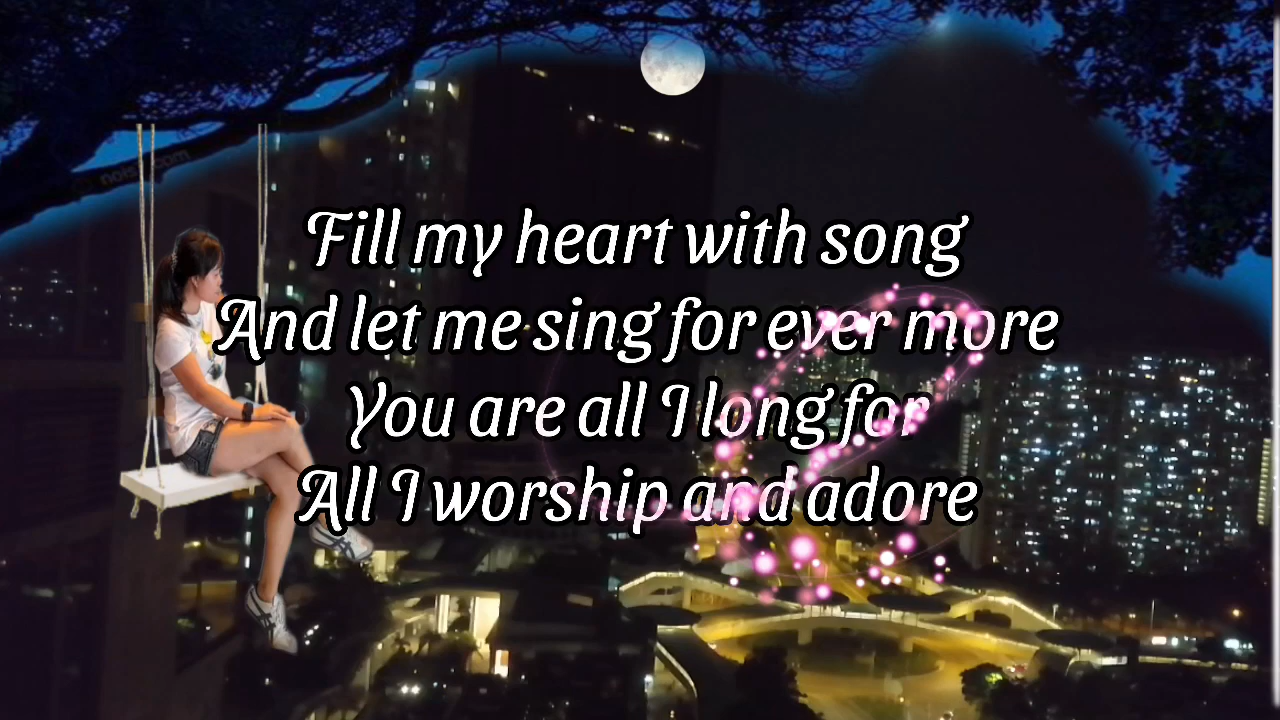 Fill my heart with song
And let me sing for ever more
You are all I long for
All I worship and adore